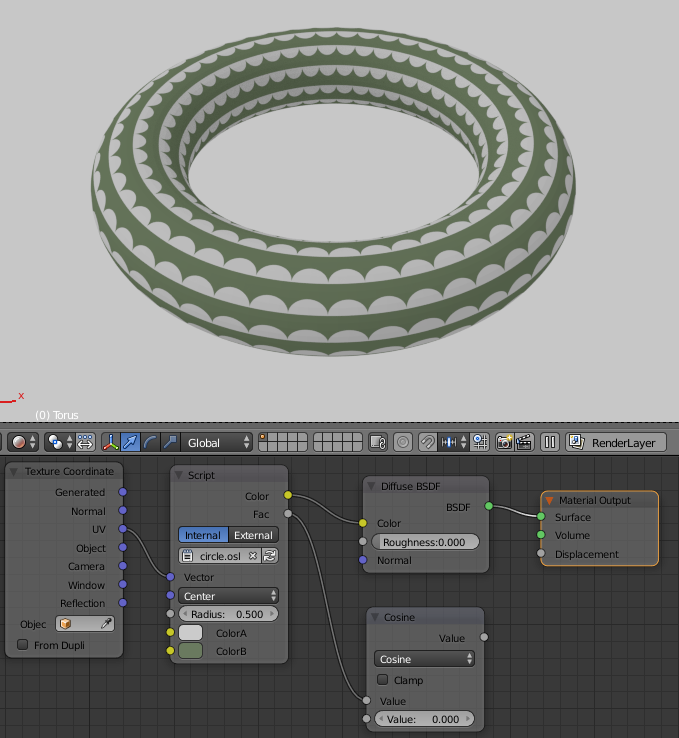 x
(0) Torus
Global
RenderLayer
Texture Coordinate
Generated
Normal
UV
Object
Camera
Window
Reflection
Objec
From Dupli
Script
Color
Fac
Internal External
circle.osl
Vector
Center
Radius: 0.500
ColorA
ColorB
Diffuse BSDF
BSDF
Color
Roughness:0.000
Normal
Cosine
Value
Cosine
Clamp
Value
Value: 0.000
Material Output
Surface
Volume
Displacement